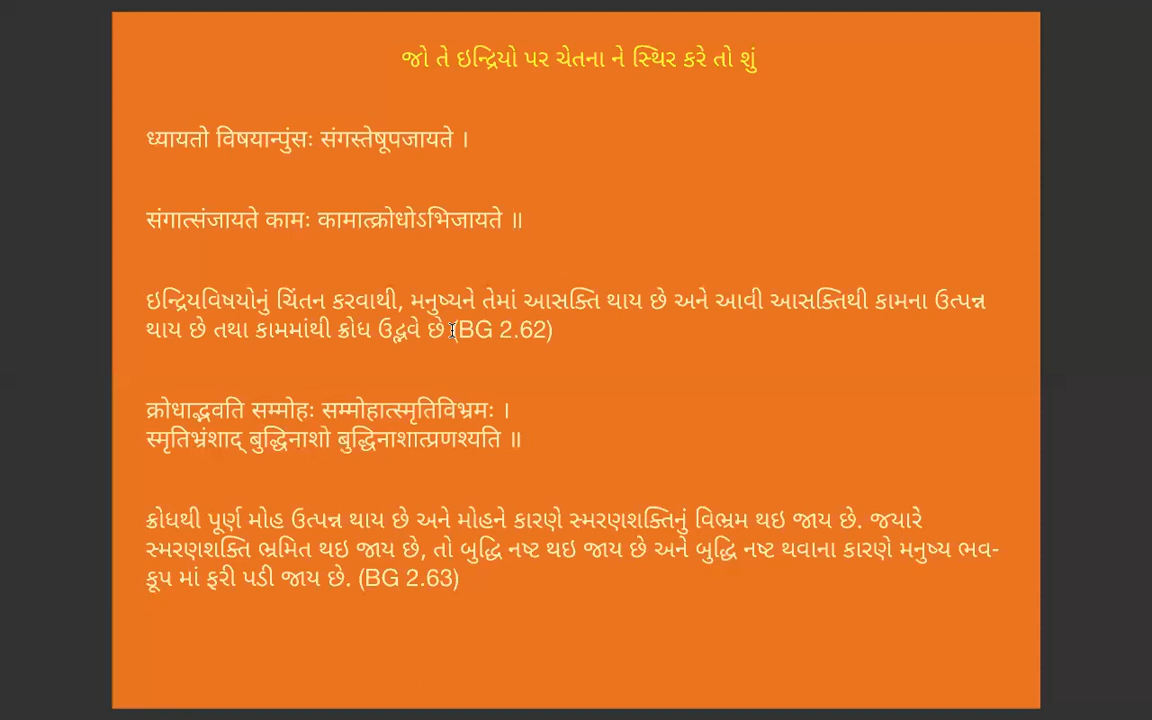 જો તે ઇન્દ્રિયો પર ચેતના ને સ્થિર કરે તો શું
ध्यायतो विषयान्पुंसः संगस्तेषूपजायते ।
संगात्संजायते कामः कामात्क्रोधोऽभिजायते ॥
ઇન્દ્રિયવિષયોનું ચિંતન કરવાથી, મનુષ્યને તેમાં આસક્તિ થાય છે અને આવી આસક્તિથી કામના ઉત્પન્ન
થાય છે તથા કામમાંથી ક્રોધ ઉદ્ભવે છે (BG 2.62)
क्रोधाद्भवति सम्मोहः सम्मोहात्स्मृतिविभ्रमः ।
स्मृतिभ्रंशाद् बुद्धिनाशो बुद्धिनाशात्प्रणश्यति ॥
ક્રોધથી પૂર્ણ મોહ ઉત્પન્ન થાય છે અને મોહને કારણે સ્મરણશક્તિનું વિભ્રમ થઇ જાય છે. જયારે
સ્મરણશક્તિ ભ્રમિત થઇ જાય છે, તો બુદ્ધિ નષ્ટ થઇ જાય છે અને બુદ્ધિ નષ્ટ થવાના કારણે મનુષ્ય ભવ-
કૂપ માં ફરી પડી જાય છે. (BG 2.63)